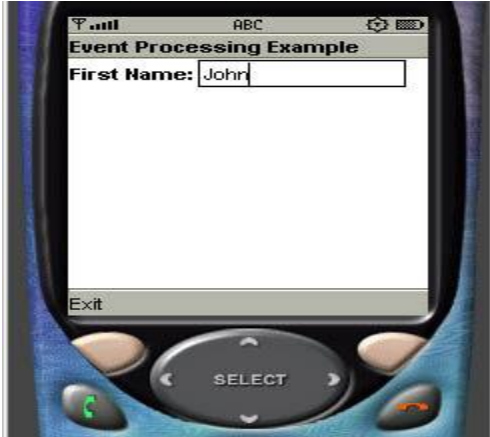 ABC
Event Processing Example
First Name: John
Exit
SELECT